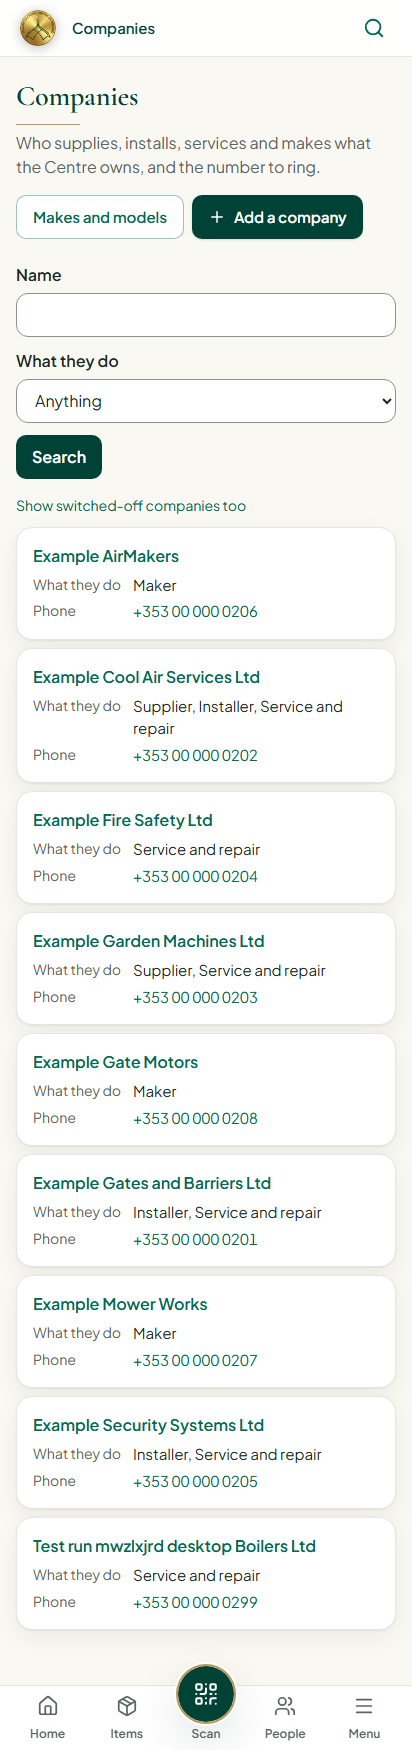 Companies
Companies
Who supplies, installs, services and makes what
the Centre owns, and the number to ring.
Makes and models
+ Add a company
Name
What they do
Anything
Search
Show switched-off companies too
Example AirMakers
What they do Maker
Phone +353 00 000 0206
Example Cool Air Services Ltd
What they do Supplier, Installer, Service and
repair
Phone +353 00 000 0202
Example Fire Safety Ltd
What they do Service and repair
Phone +353 00 000 0204
Example Garden Machines Ltd
What they do Supplier, Service and repair
Phone +353 00 000 0203
Example Gate Motors
What they do Maker
Phone +353 00 000 0208
Example Gates and Barriers Ltd
What they do Installer, Service and repair
Phone +353 00 000 0201
Example Mower Works
What they do Maker
Phone +353 00 000 0207
Example Security Systems Ltd
What they do Installer, Service and repair
Phone +353 00 000 0205
Test run mwzlxjrd desktop Boilers Ltd
What they do Service and repair
Phone +353 00 000 0299
Home
Items
Scan
People
Menu